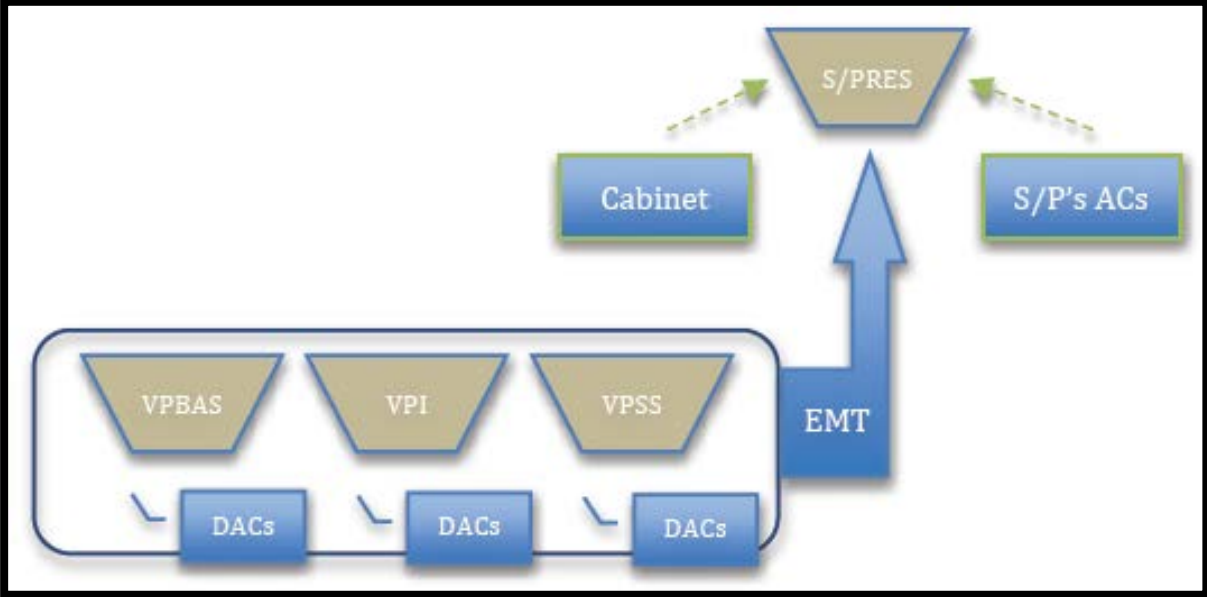 S/PRES
Cabinet
S/P's ACs
VPBAS
VPI
VPSS
EMT
DACs
DACs
DACs